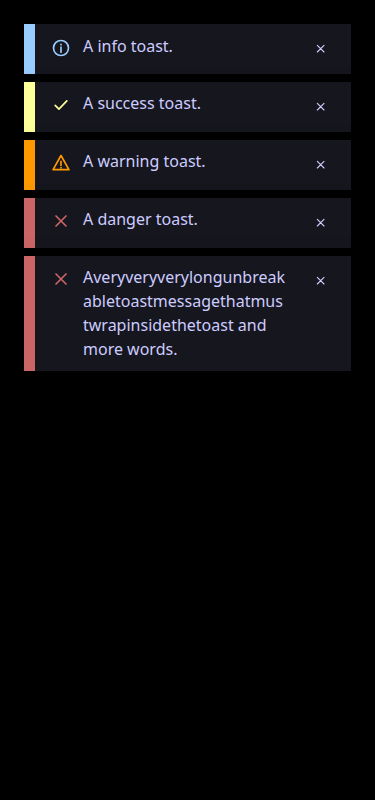 A info toast.
A success toast.
A warning toast.
A danger toast.
Averyveryverylongunbreak
abletoastmessagethatmus
twrapinsidethetoast and
more words.